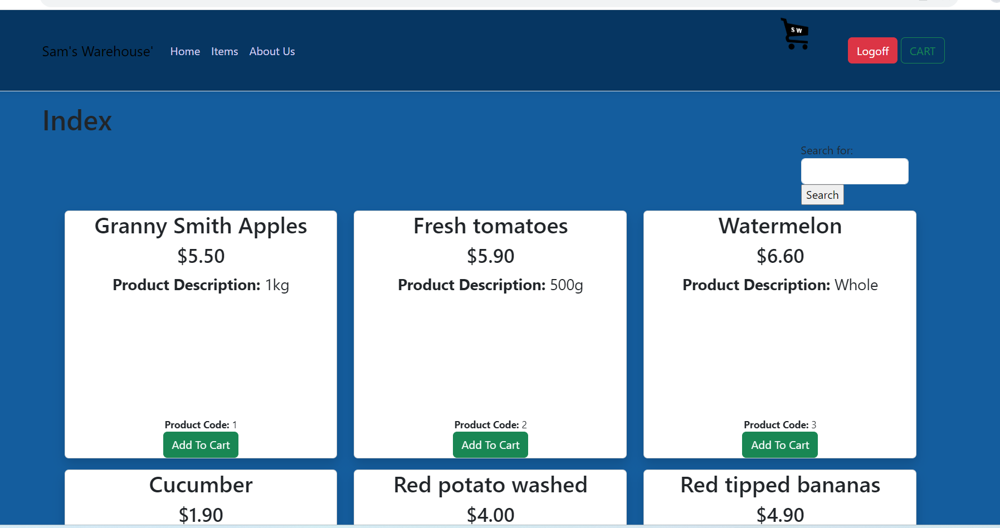 S W
Sam's Warehouse' Home Items About Us Logoff CART
Index
Search for:
Search
Granny Smith Apples
$5.50
Product Description: 1kg
Product Code: 1
Add To Cart
Fresh tomatoes
$5.90
Product Description: 500g
Product Code: 2
Add To Cart
Watermelon
$6.60
Product Description: Whole
Product Code: 3
Add To Cart
Cucumber
$1.90
Red potato washed
$4.00
Red tipped bananas
$4.90